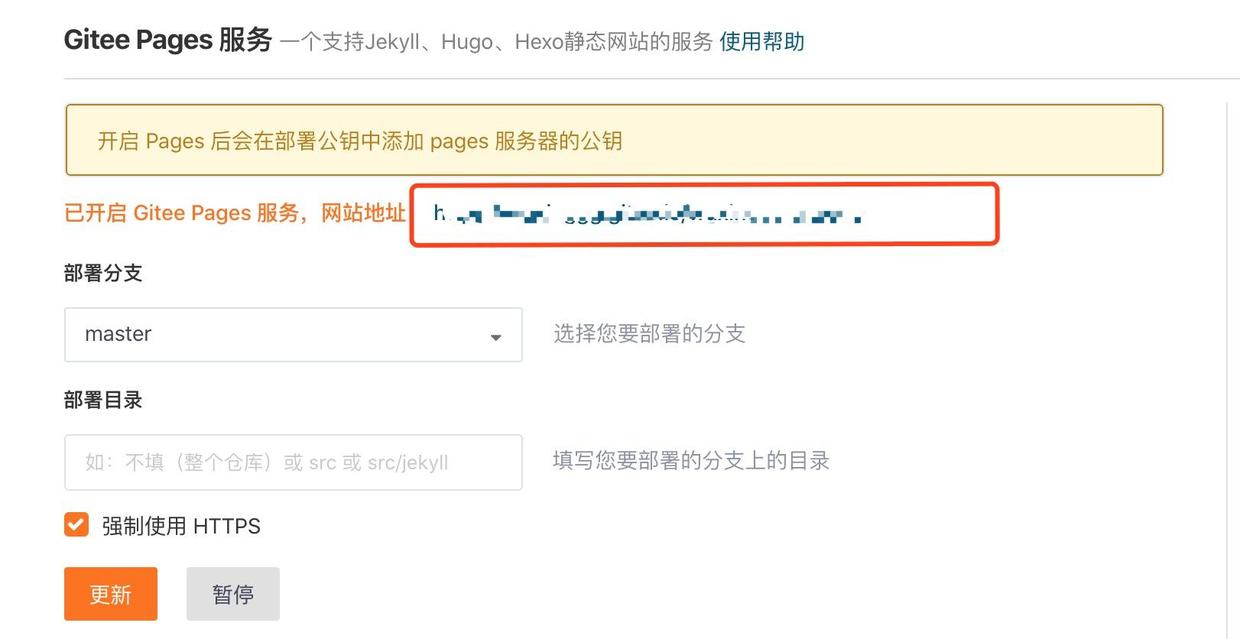 Gitee Pages 服务 一个支持Jekyll、Hugo、Hexo静态网站的服务 使用帮助
开启 Pages 后会在部署公钥中添加 pages 服务器的公钥
已开启 Gitee Pages 服务，网站地址
部署分支
master 选择您要部署的分支
部署目录
如：不填（整个仓库）或 src 或 src/jekyll 填写您要部署的分支上的目录
强制使用 HTTPS
更新 暂停